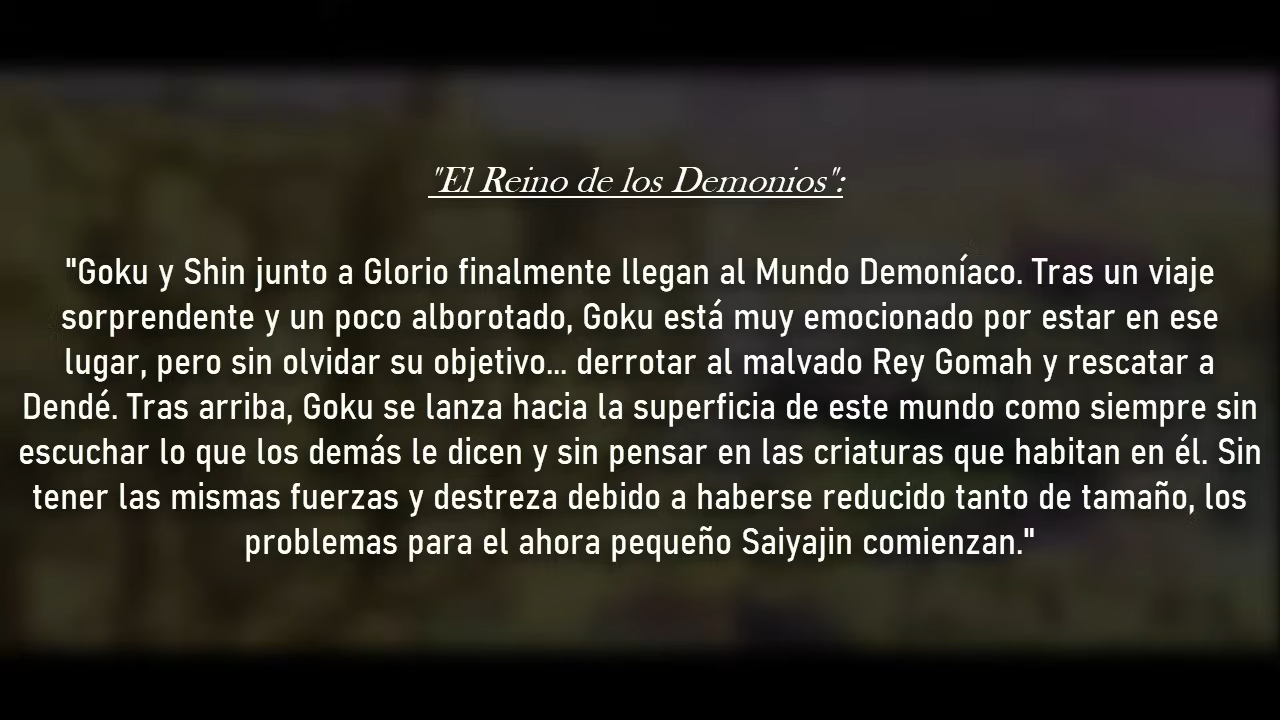 "El Reino de los Demonios":
"Goku y Shin junto a Glorio finalmente llegan al Mundo Demoníaco. Tras un viaje
sorprendente y un poco alborotado, Goku está muy emocionado por estar en ese
lugar, pero sin olvidar su objetivo... derrotar al malvado Rey Gomah y rescatar a
Dendé. Tras arriba, Goku se lanza hacia la superficia de este mundo como siempre sin
escuchar lo que los demás le dicen y sin pensar en las criaturas que habitan en él. Sin
tener las mismas fuerzas y destreza debido a haberse reducido tanto de tamaño, los
problemas para el ahora pequeño Saiyajin comienzan."